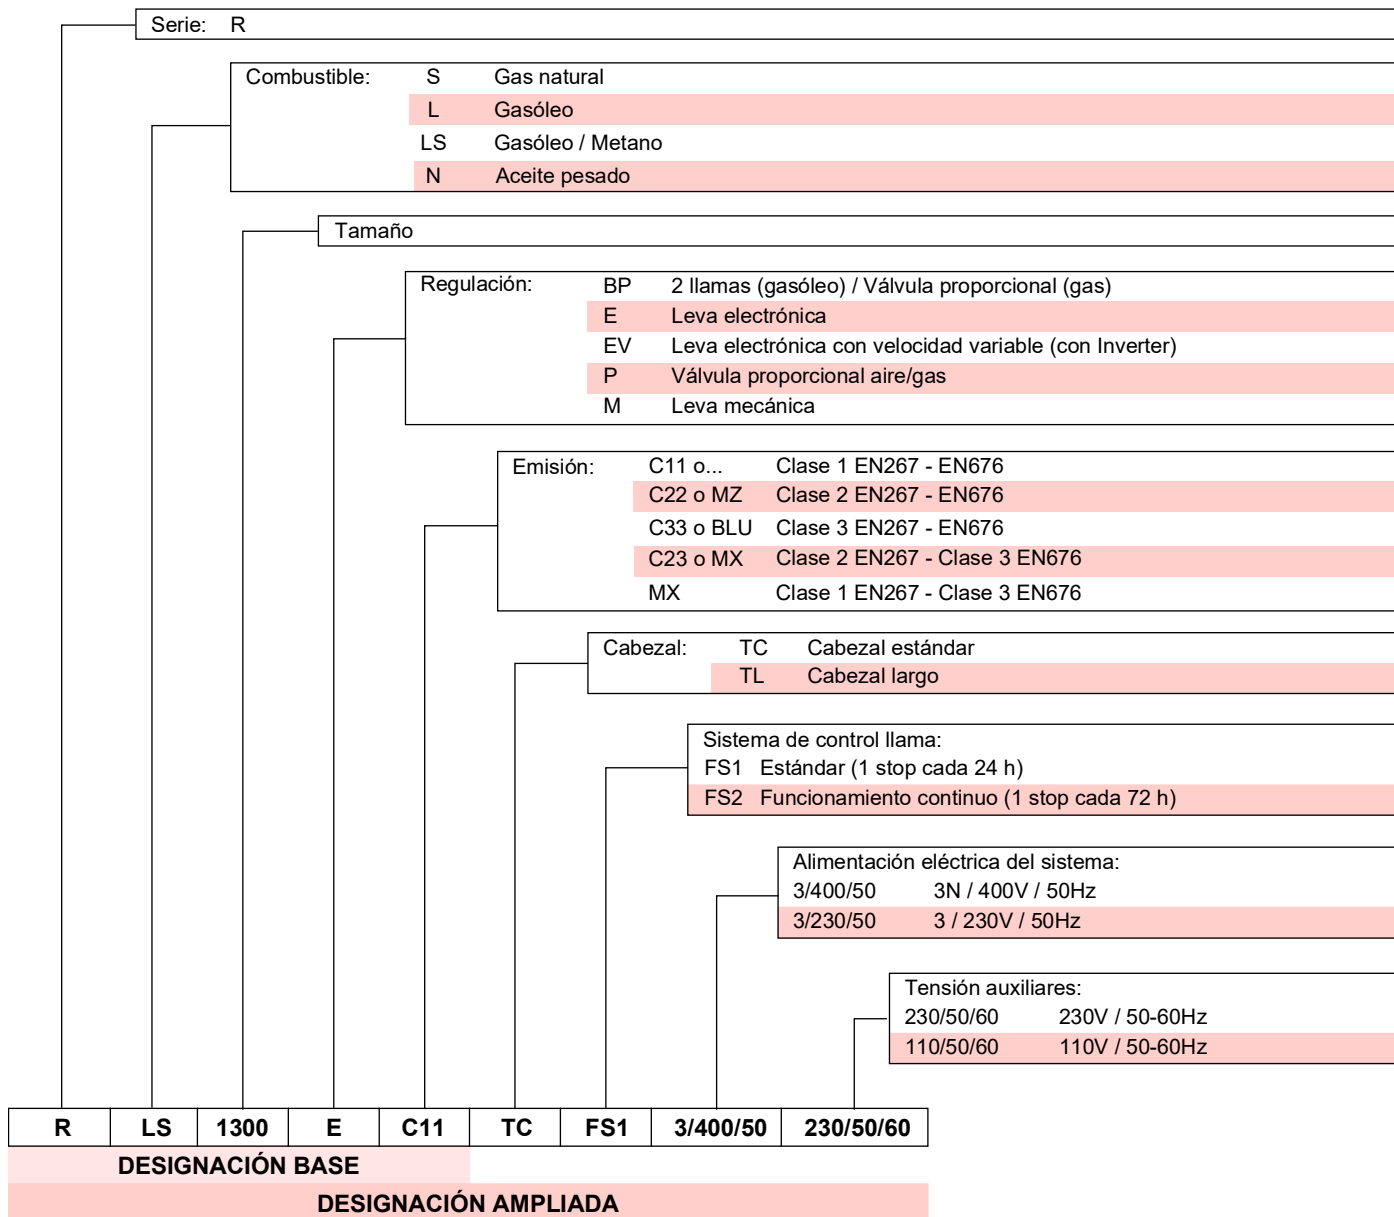 Serie: R
Combustible: S Gas natural
L Gasóleo
LS Gasóleo / Metano
N Aceite pesado
Tamaño
Regulación: BP 2 llamas (gasóleo) / Válvula proporcional (gas)
E Leva electrónica
EV Leva electrónica con velocidad variable (con Inverter)
P Válvula proporcional aire/gas
M Leva mecánica
Emisión: C11 o... Clase 1 EN267 - EN676
C22 o MZ Clase 2 EN267 - EN676
C33 o BLU Clase 3 EN267 - EN676
C23 o MX Clase 2 EN267 - Clase 3 EN676
MX Clase 1 EN267 - Clase 3 EN676
Cabezal: TC Cabezal estándar
TL Cabezal largo
Sistema de control llama:
FS1 Estándar (1 stop cada 24 h)
FS2 Funcionamiento continuo (1 stop cada 72 h)
Alimentación eléctrica del sistema:
3/400/50 3N / 400V / 50Hz
3/230/50 3 / 230V / 50Hz
Tensión auxiliares:
230/50/60 230V / 50-60Hz
110/50/60 110V / 50-60Hz
R LS 1300 E C11 TC FS1 3/400/50 230/50/60
DESIGNACIÓN BASE
DESIGNACIÓN AMPLIADA